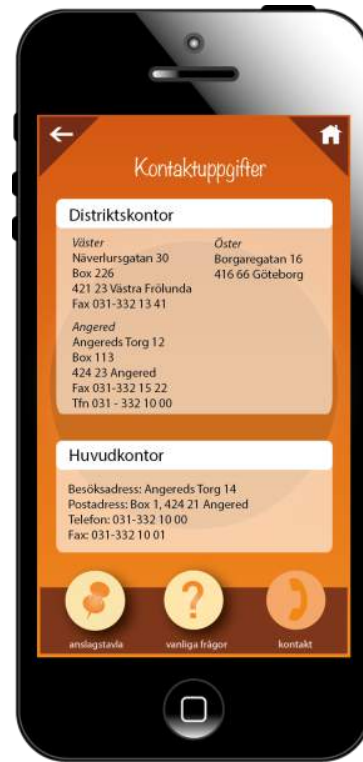 Kontaktuppgifter
Distriktskontor
Väster
Näverlursgatan 30
Box 226
421 23 Västra Frölunda
Fax 031-332 13 41
Öster
Borgaregatan 16
416 66 Göteborg
Angered
Angereds Torg 12
Box 113
424 23 Angered
Fax 031-332 15 22
Tfn 031 - 332 10 00
Huvudkontor
Besöksadress: Angereds Torg 14
Postadress: Box 1, 424 21 Angered
Telefon: 031-332 10 00
Fax: 031-332 10 01
anslagstavla
vanliga frågor
kontakt